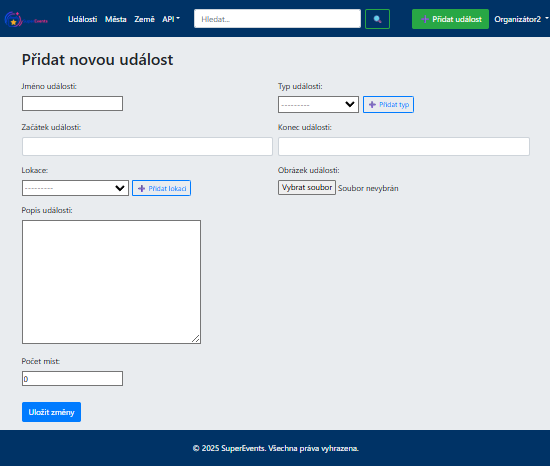 Události Města Země API Hledat... Přidat událost Organizátor2
Přidat novou událost
Jméno události: Typ události:
--------- Přidat typ
Začátek události: Konec události:
Lokace: Obrázek události:
--------- Přidat lokaci Vybrat soubor Soubor nevybrán
Popis události:
Počet míst:
0
Uložit změny
© 2025 SuperEvents. Všechna práva vyhrazena.